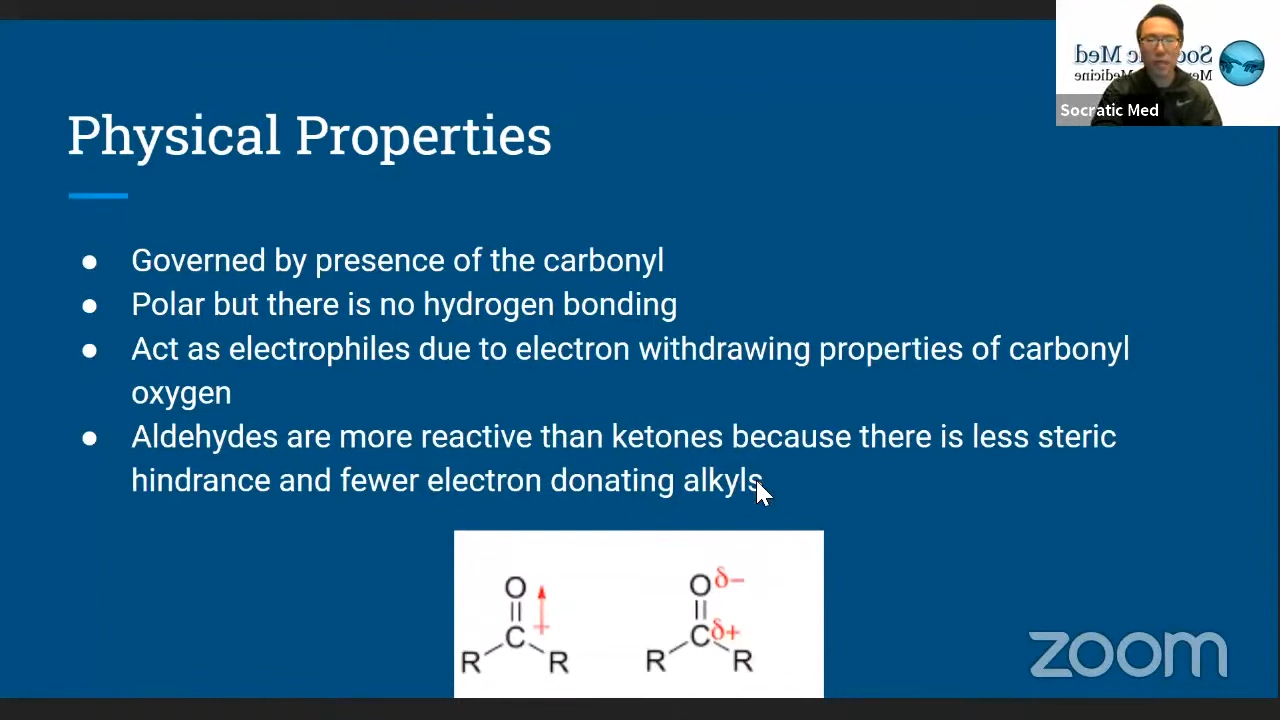 Socratic Med
Physical Properties
● Governed by presence of the carbonyl
● Polar but there is no hydrogen bonding
● Act as electrophiles due to electron withdrawing properties of carbonyl
oxygen
● Aldehydes are more reactive than ketones because there is less steric
hindrance and fewer electron donating alkyls
O
C
R R
O δ−
C δ+
R R
zoom